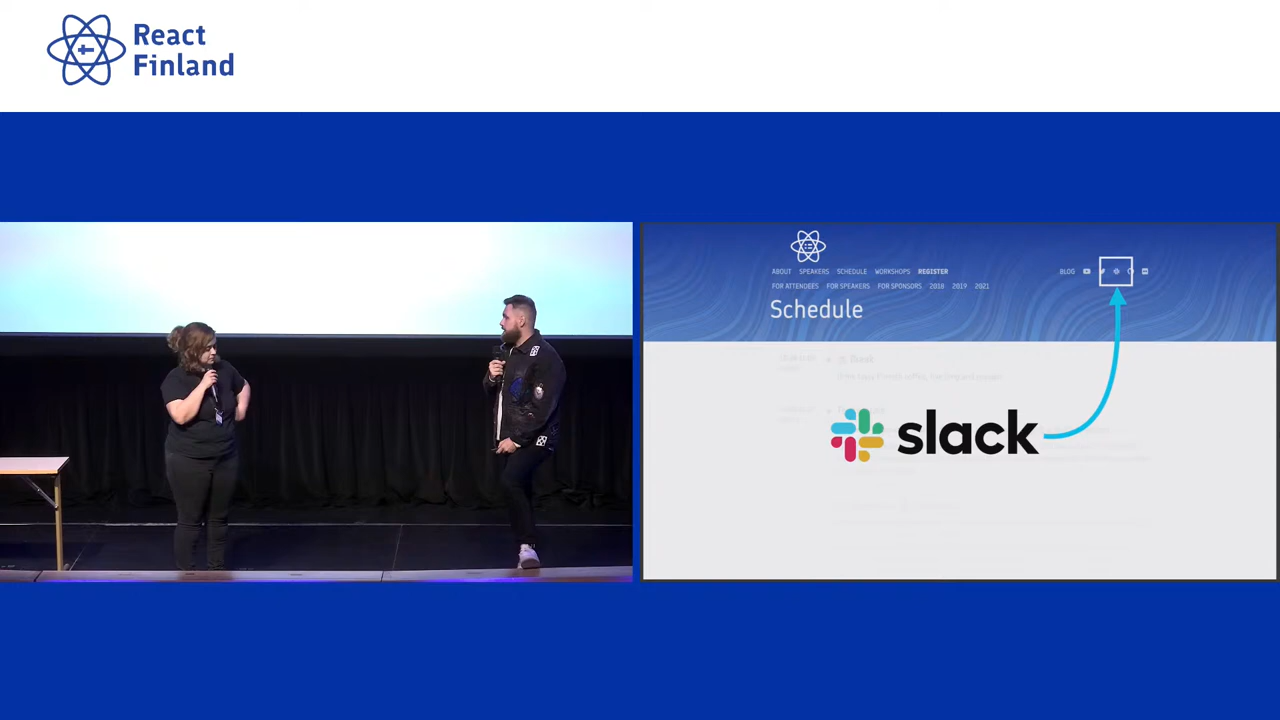 React
Finland
ABOUT SPEAKERS SCHEDULE WORKSHOPS REGISTER
BLOG
FOR ATTENDEES FOR SPEAKERS FOR SPONSORS 2018 2019 2021
Schedule
slack